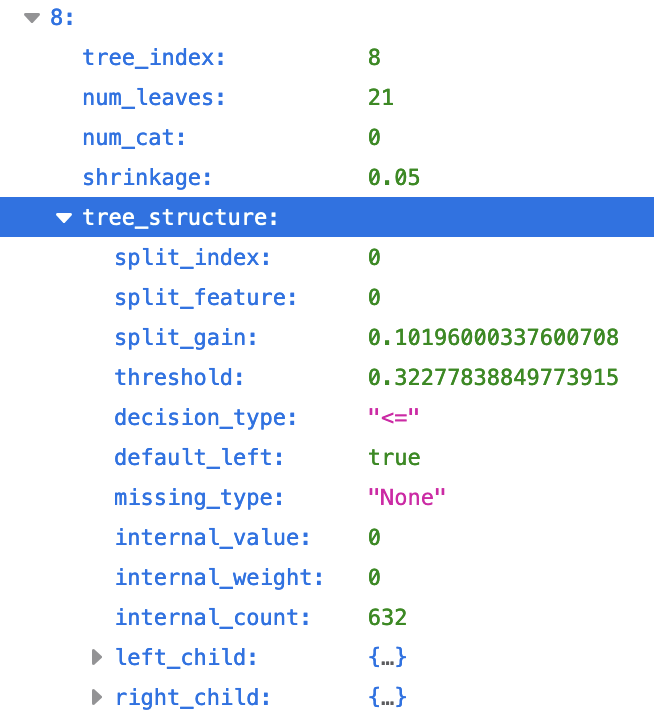 8:
tree_index: 8
num_leaves: 21
num_cat: 0
shrinkage: 0.05
tree_structure:
split_index: 0
split_feature: 0
split_gain: 0.10196000337600708
threshold: 0.32277838849773915
decision_type: "<="
default_left: true
missing_type: "None"
internal_value: 0
internal_weight: 0
internal_count: 632
left_child: {…}
right_child: {…}